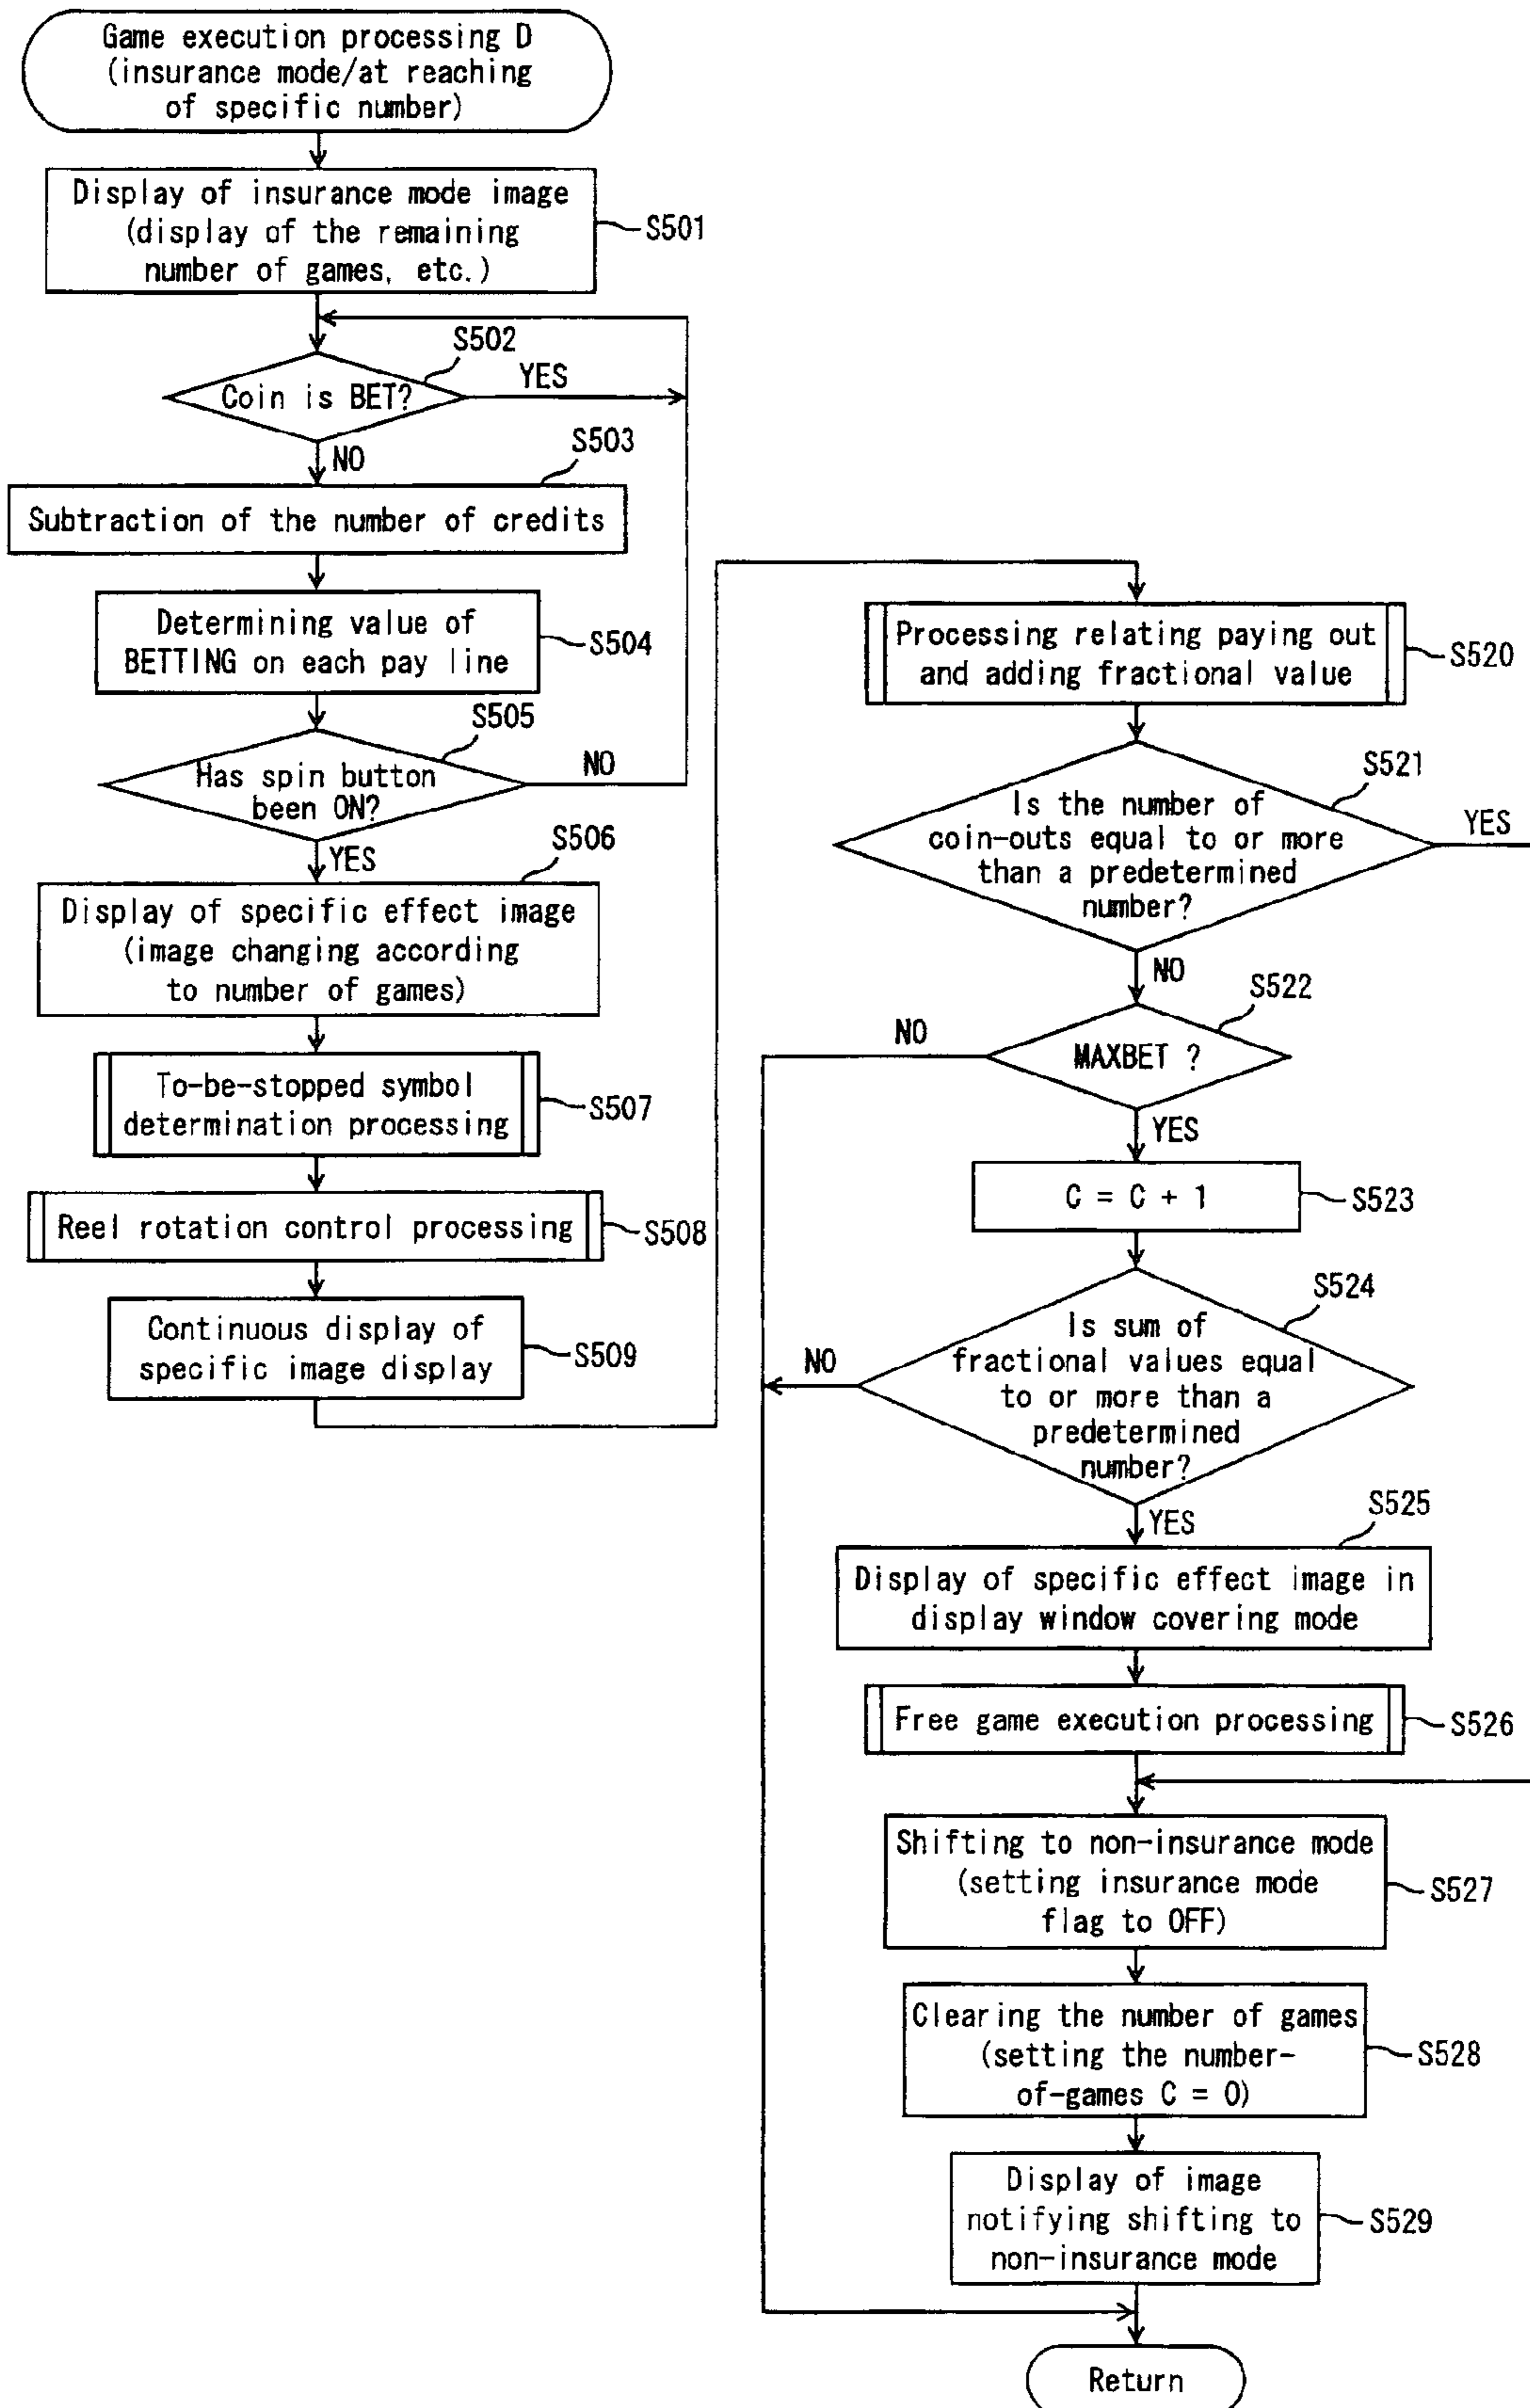 Game execution processing D
(insurance mode/at reaching
of specific number)
Display of insurance mode image
(display of the remaining
number of games, etc.)
S501
S502
Coin is BET?
YES
NO
S503
Subtraction of the number of credits
Determining value of
BETTING on each pay line
S504
S505
Has spin button
been ON?
NO
YES
S506
Display of specific effect image
(image changing according
to number of games)
To-be-stopped symbol
determination processing
S507
Reel rotation control processing
S508
Continuous display of
specific image display
S509
Processing relating paying out
and adding fractional value
S520
S521
Is the number of
coin-outs equal to or more
than a predetermined
number?
YES
NO
S522
MAXBET ?
NO
YES
C = C + 1
S523
S524
Is sum of
fractional values equal
to or more than a
predetermined
number?
NO
YES
S525
Display of specific effect image in
display window covering mode
Free game execution processing
S526
Shifting to non-insurance mode
(setting insurance mode
flag to OFF)
S527
Clearing the number of games
(setting the number-
of-games C = 0)
S528
Display of image
notifying shifting to
non-insurance mode
S529
Return